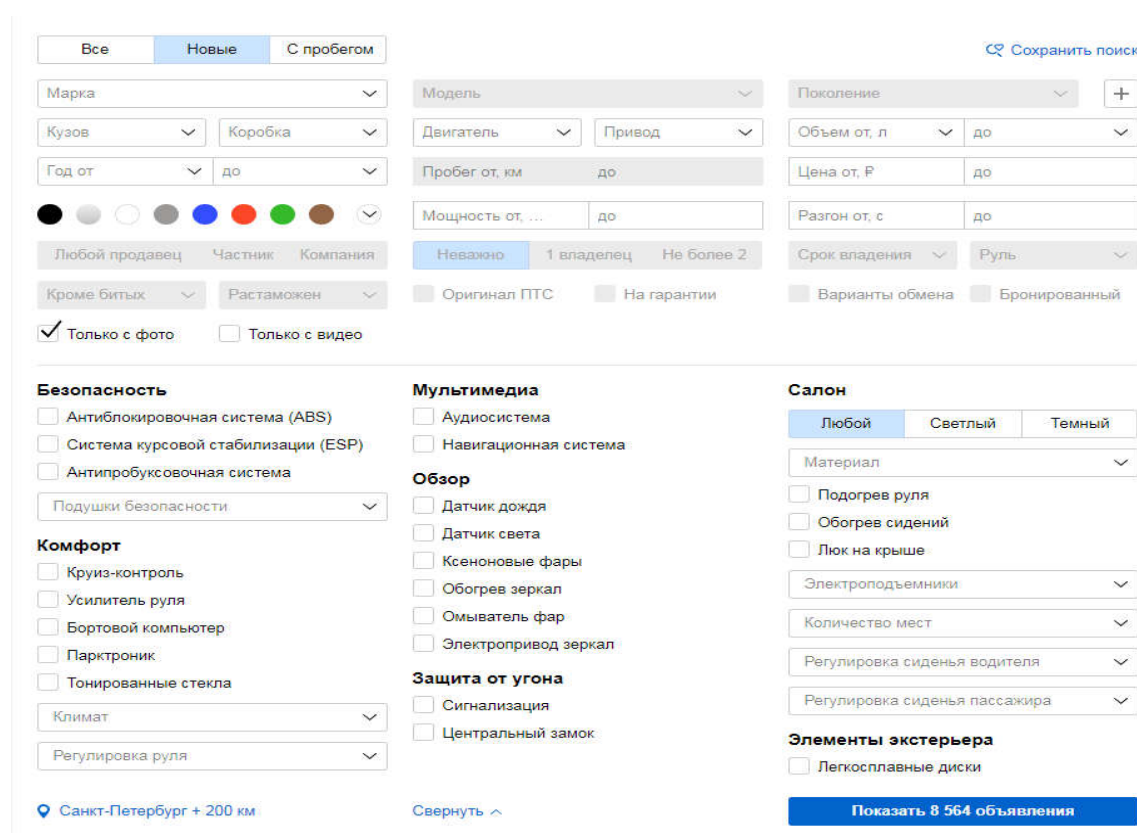 Все Новые С пробегом Сохранить поиск
Марка Модель Поколение
Кузов Коробка Двигатель Привод Объем от, л до
Год от до Пробег от, км до Цена от, ₽ до
Мощность от, ... до Разгон от, с до
Любой продавец Частник Компания Неважно 1 владелец Не более 2 Срок владения Руль
Кроме битых Растаможен Оригинал ПТС На гарантии Варианты обмена Бронированный
Только с фото Только с видео
Безопасность
Антиблокировочная система (ABS)
Система курсовой стабилизации (ESP)
Антипробуксовочная система
Подушки безопасности
Комфорт
Круиз-контроль
Усилитель руля
Бортовой компьютер
Парктроник
Тонированные стекла
Климат
Регулировка руля
Мультимедиа
Аудиосистема
Навигационная система
Обзор
Датчик дождя
Датчик света
Ксеноновые фары
Обогрев зеркал
Омыватель фар
Электропривод зеркал
Защита от угона
Сигнализация
Центральный замок
Салон
Любой Светлый Темный
Материал
Подогрев руля
Обогрев сидений
Люк на крыше
Электроподъемники
Количество мест
Регулировка сиденья водителя
Регулировка сиденья пассажира
Элементы экстерьера
Легкосплавные диски
Санкт-Петербург + 200 км Свернуть Показать 8 564 объявления